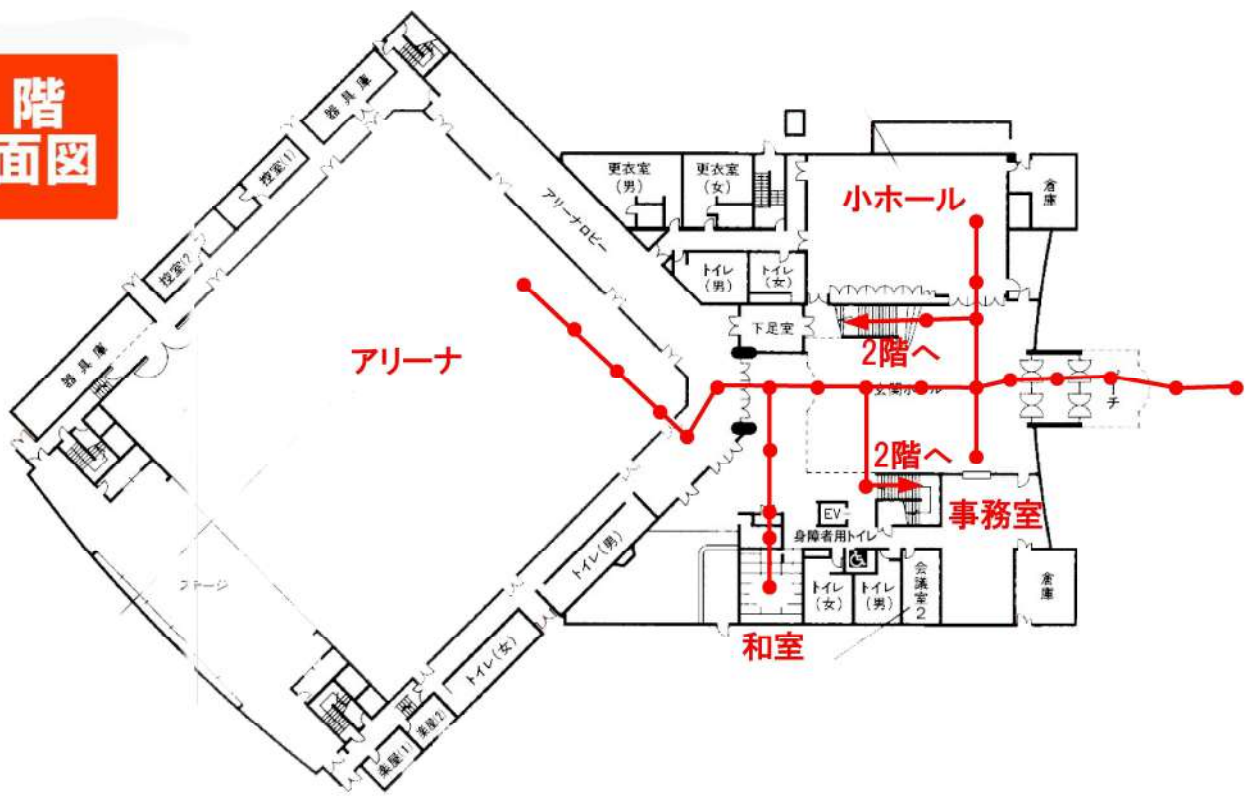 階
面図
器具庫
控室(1)
控室(2)
器具庫
アリーナロビー
更衣室
(男)
更衣室
(女)
小ホール
倉庫
トイレ
(男)
トイレ
(女)
下足室
2階へ
アリーナ
玄関ホール
ーチ
2階へ
EV
事務室
身障者用トイレ
トイレ(男)
ステージ
トイレ
(女)
トイレ
(男)
会議室2
倉庫
和室
トイレ(女)
楽屋(2)
楽屋(1)